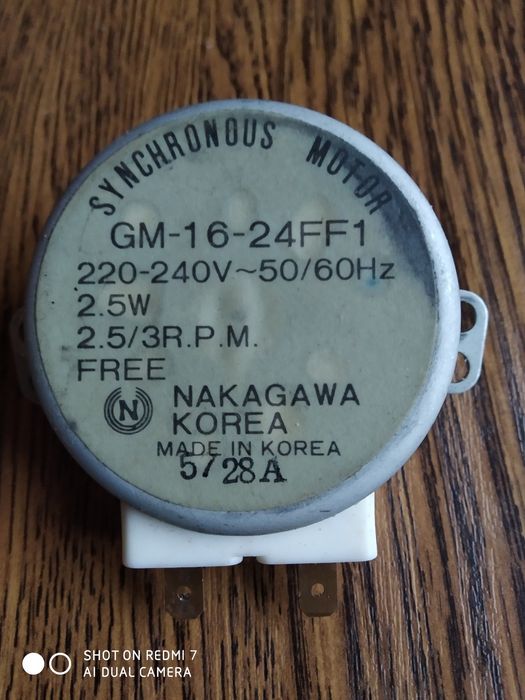 SYNCHRONOUS MOTOR
GM-16-24FF1
220-240V~50/60Hz
2.5W
2.5/3R.P.M.
FREE
N NAKAGAWA
KOREA
MADE IN KOREA
5728A
SHOT ON REDMI 7
AI DUAL CAMERA